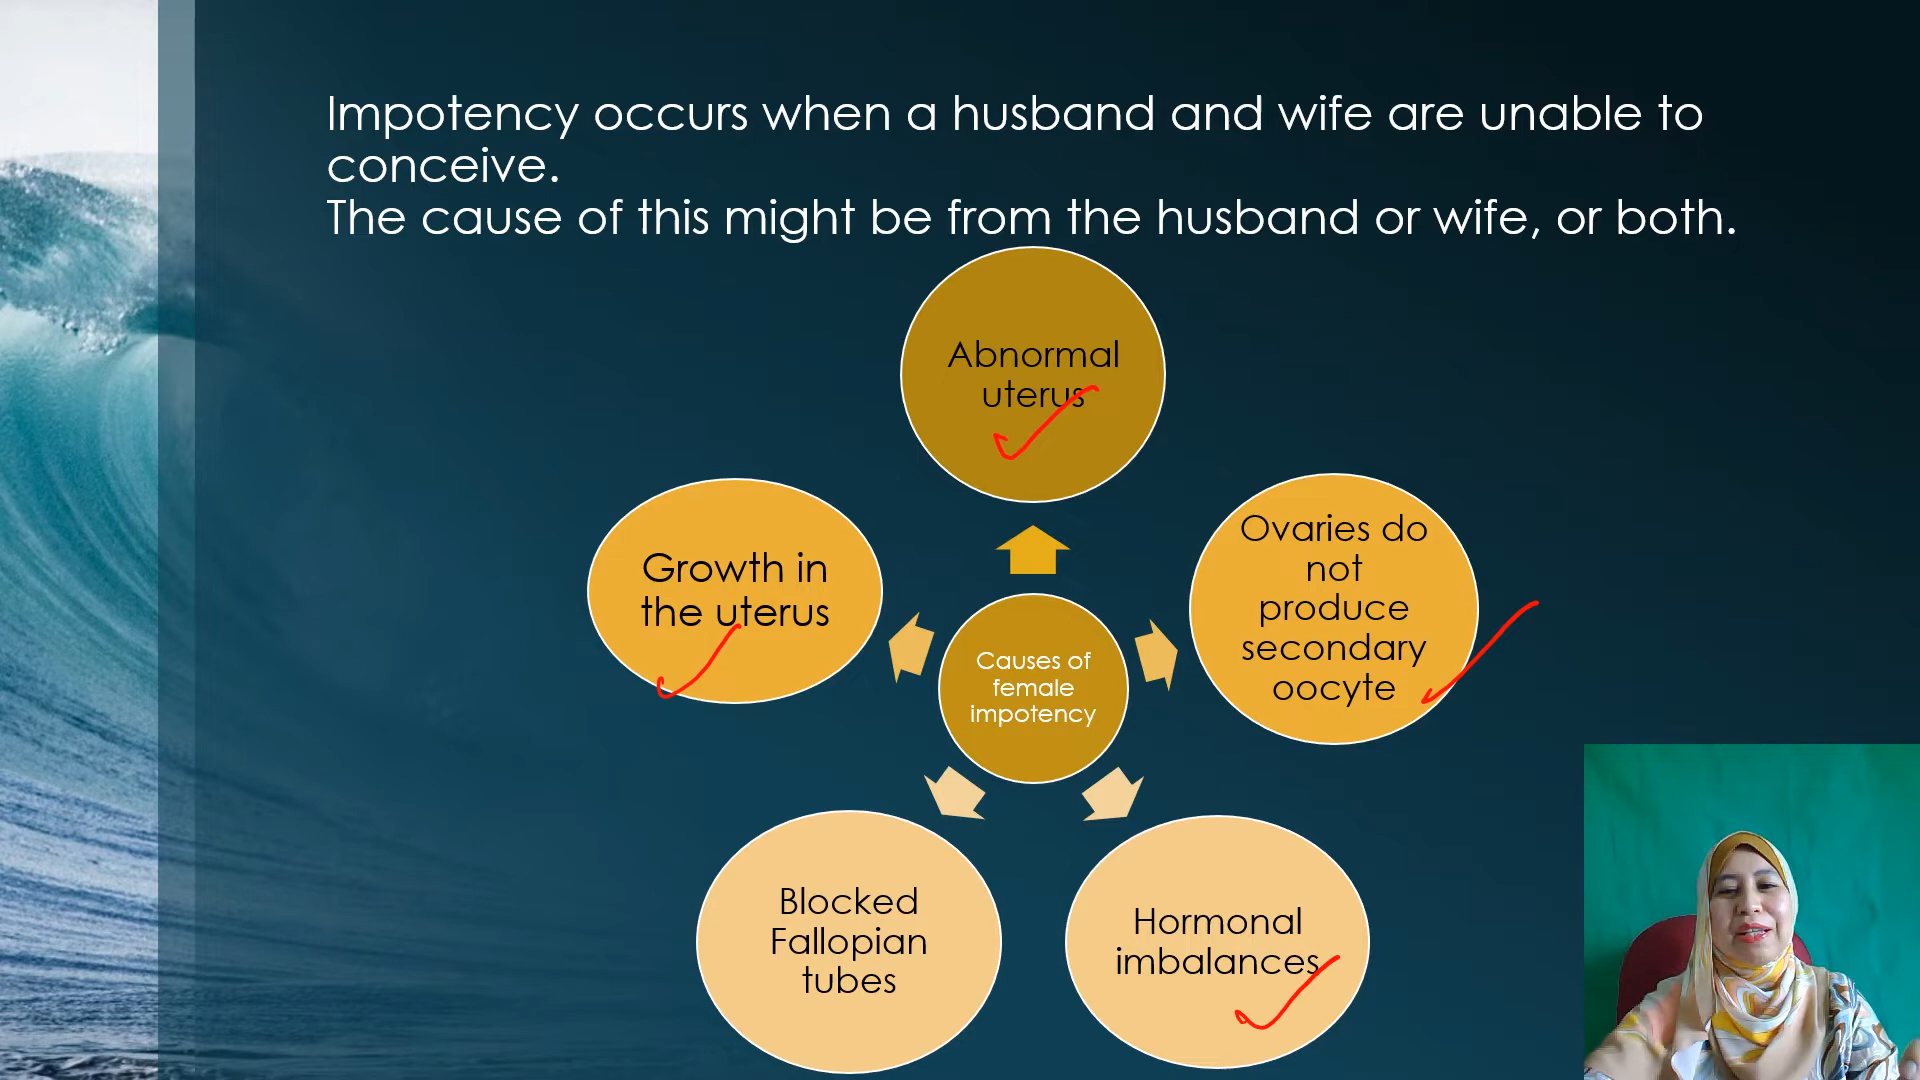 Impotency occurs when a husband and wife are unable to
conceive.
The cause of this might be from the husband or wife, or both.
Abnormal
uterus
Growth in
the uterus
Ovaries do
not
produce
secondary
oocyte
Causes of
female
impotency
Blocked
Fallopian
tubes
Hormonal
imbalances